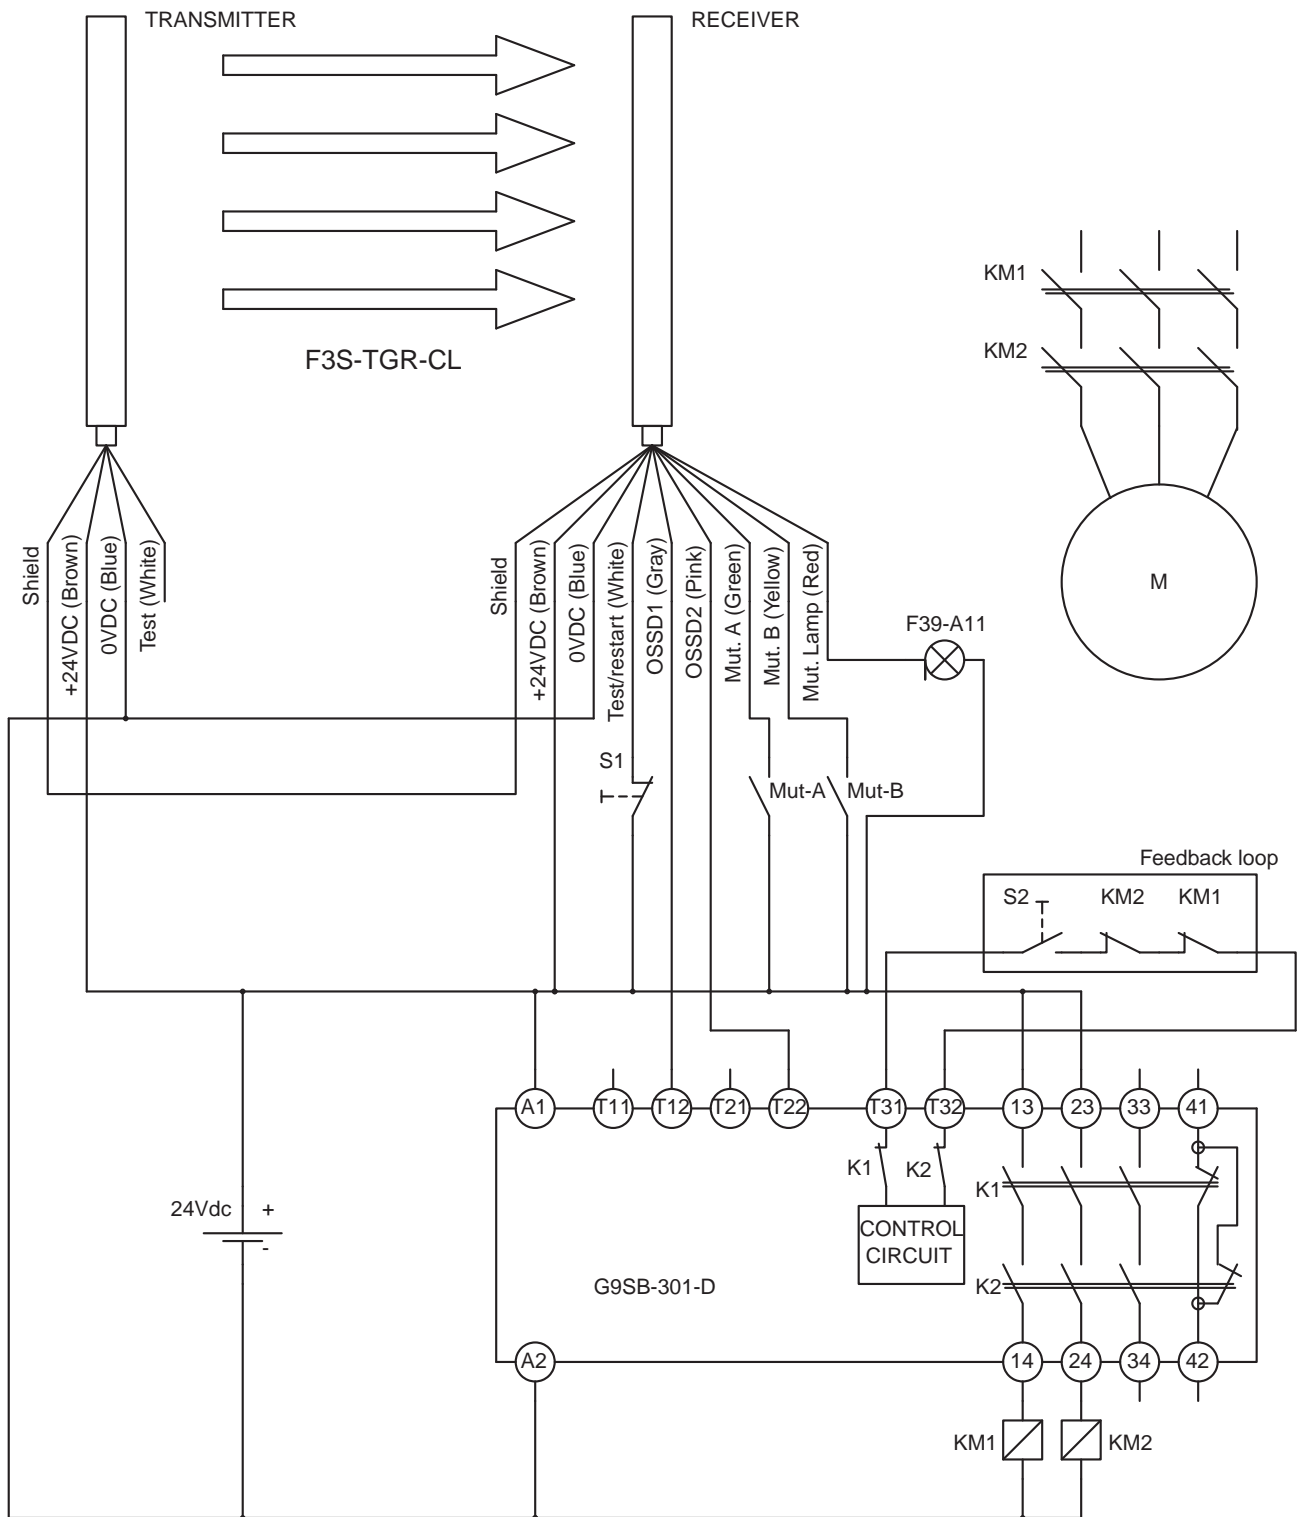 TRANSMITTER
RECEIVER
F3S-TGR-CL
KM1
KM2
M
Shield
+24VDC (Brown)
0VDC (Blue)
Test (White)
Shield
+24VDC (Brown)
0VDC (Blue)
Test/restart (White)
OSSD1 (Gray)
OSSD2 (Pink)
Mut. A (Green)
Mut. B (Yellow)
Mut. Lamp (Red)
F39-A11
S1
Mut-A
Mut-B
Feedback loop
S2
KM2
KM1
A1
T11
T12
T21
T22
T31
T32
13
23
33
41
K1
K2
K1
CONTROL
CIRCUIT
24Vdc
+
-
G9SB-301-D
K2
A2
14
24
34
42
KM1
KM2